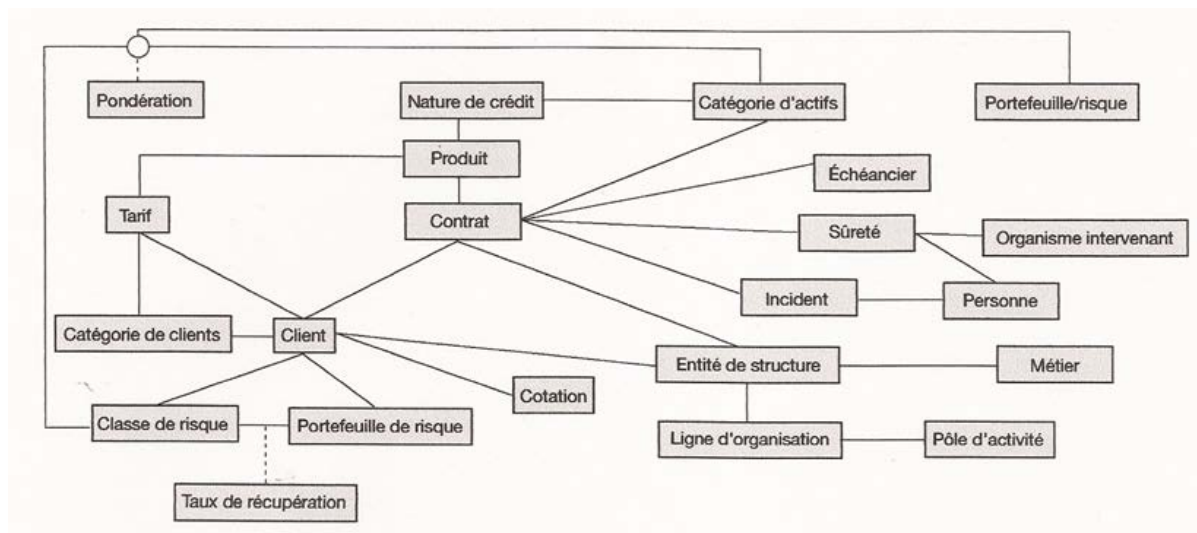 Pondération
Nature de crédit
Catégorie d'actifs
Portefeuille/risque
Produit
Échéancier
Tarif
Contrat
Sûreté
Organisme intervenant
Incident
Personne
Catégorie de clients
Client
Entité de structure
Métier
Cotation
Classe de risque
Portefeuille de risque
Ligne d'organisation
Pôle d'activité
Taux de récupération